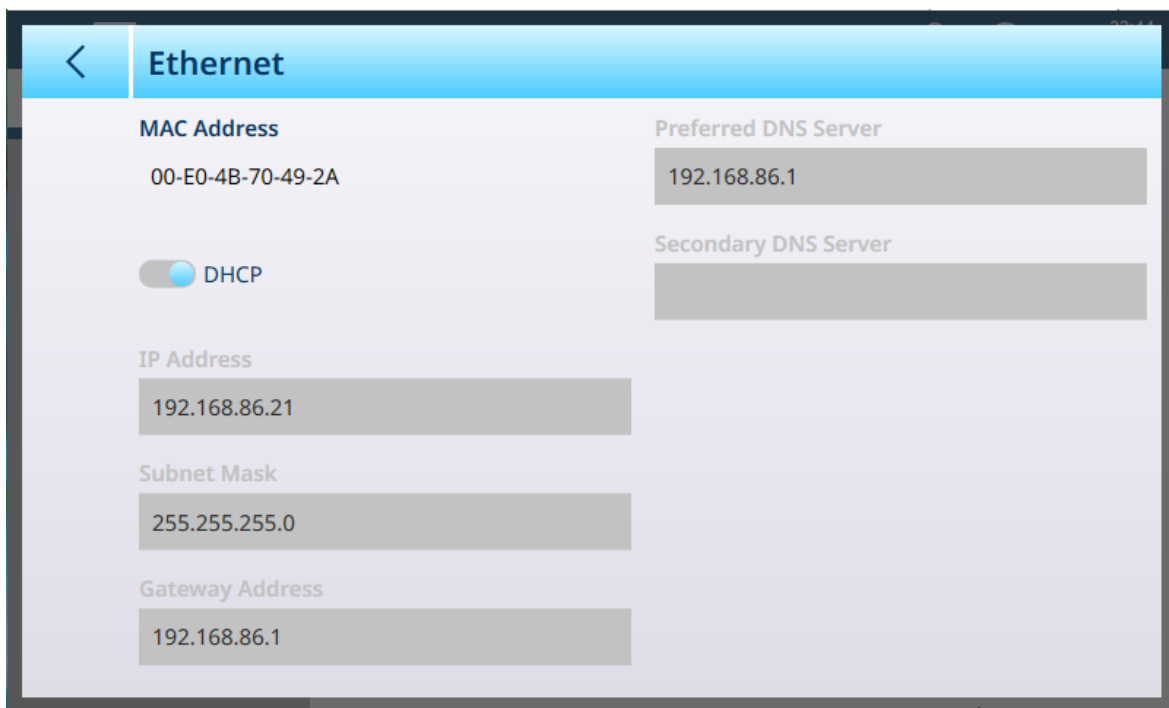 Ethernet
MAC Address
00-E0-4B-70-49-2A
DHCP
IP Address
192.168.86.21
Subnet Mask
255.255.255.0
Gateway Address
192.168.86.1
Preferred DNS Server
192.168.86.1
Secondary DNS Server